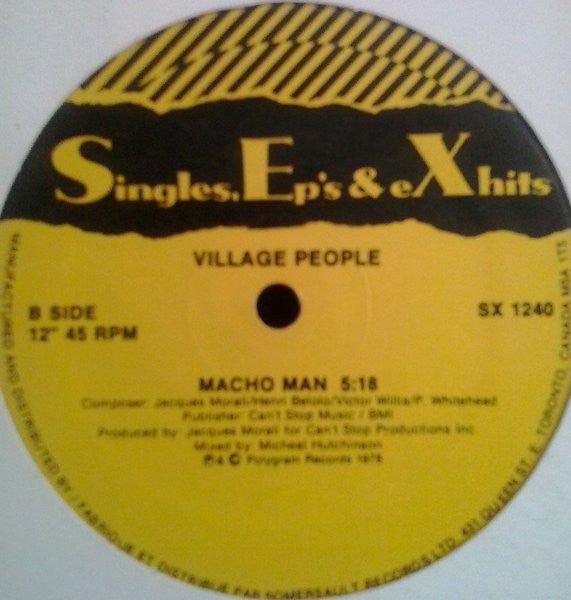 Singles, Ep's & eXhits
VILLAGE PEOPLE
B SIDE
12" 45 RPM
SX 1240
MACHO MAN 5:18
Composer: Jacques Morali/Henri Belolo/Victor Willis/P. Whitehead
Publisher: Can't Stop Music / BMI
Produced by: Jacques Morali for Can't Stop Productions Inc.
Mixed by: Micheal Hutchinson
℗ & © Polygram Records 1978
MANUFACTURED AND DISTRIBUTED BY / FABRIQUE ET DISTRIBUE PAR SOMERSAULT RECORDS LTD. 431 QUEEN ST. E. TORONTO, CANADA M5A 1T5